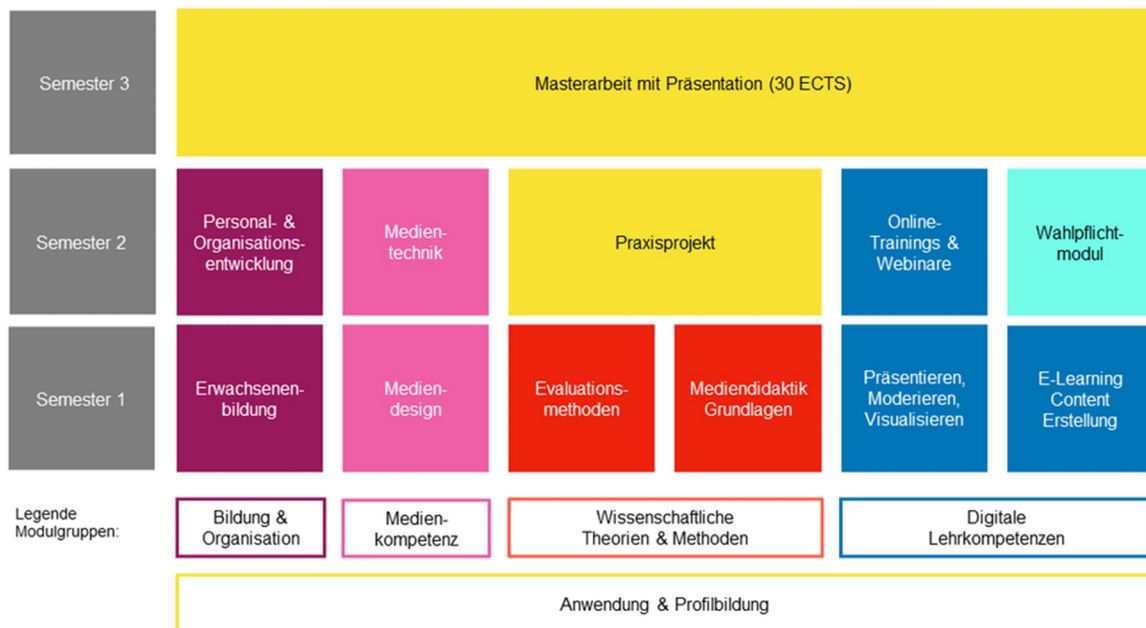 Semester 3
Masterarbeit mit Präsentation (30 ECTS)
Semester 2
Personal- &
Organisations-
entwicklung
Medien-
technik
Praxisprojekt
Online-
Trainings &
Webinare
Wahlpflicht-
modul
Semester 1
Erwachsenen-
bildung
Medien-
design
Evaluations-
methoden
Mediendidaktik
Grundlagen
Präsentieren,
Moderieren,
Visualisieren
E-Learning
Content
Erstellung
Legende
Modulgruppen:
Bildung &
Organisation
Medien-
kompetenz
Wissenschaftliche
Theorien & Methoden
Digitale
Lehrkompetenzen
Anwendung & Profilbildung